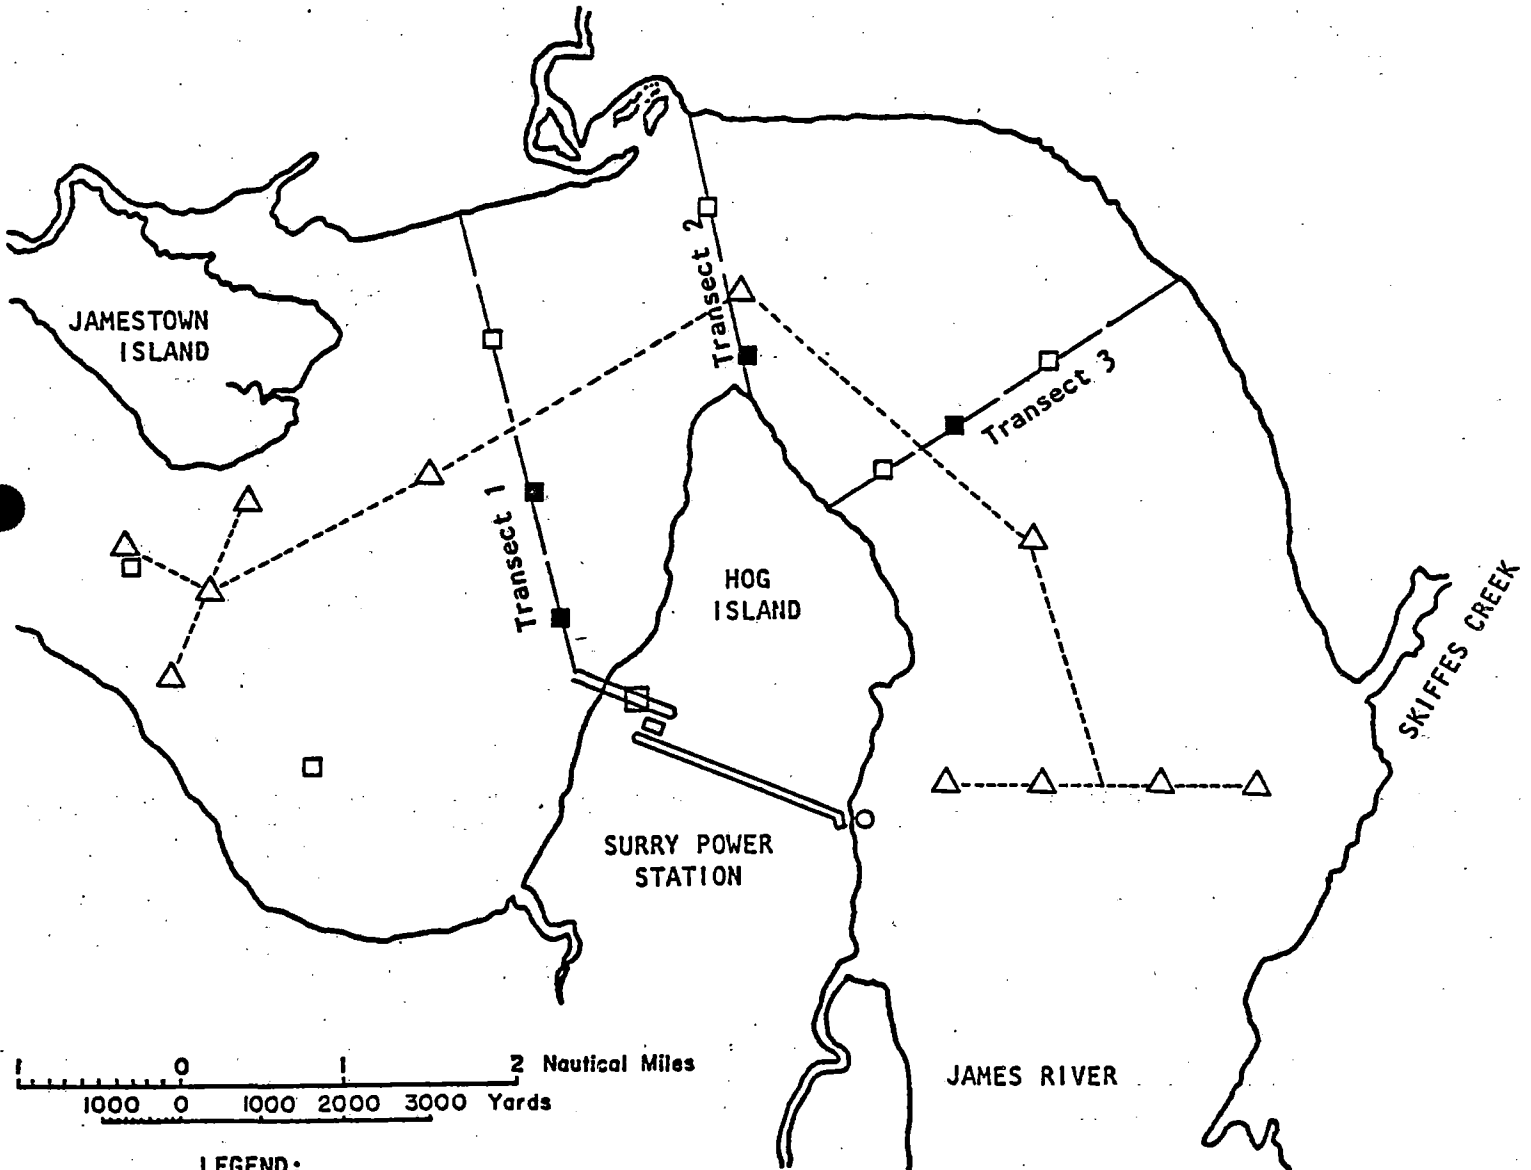 Transect 2
JAMESTOWN
ISLAND
Transect 3
Transect 1
HOG
ISLAND
SKIFFES CREEK
SURRY POWER
STATION
1 0 1 2 Nautical Miles
1000 0 1000 2000 3000 Yards
JAMES RIVER
LEGEND: